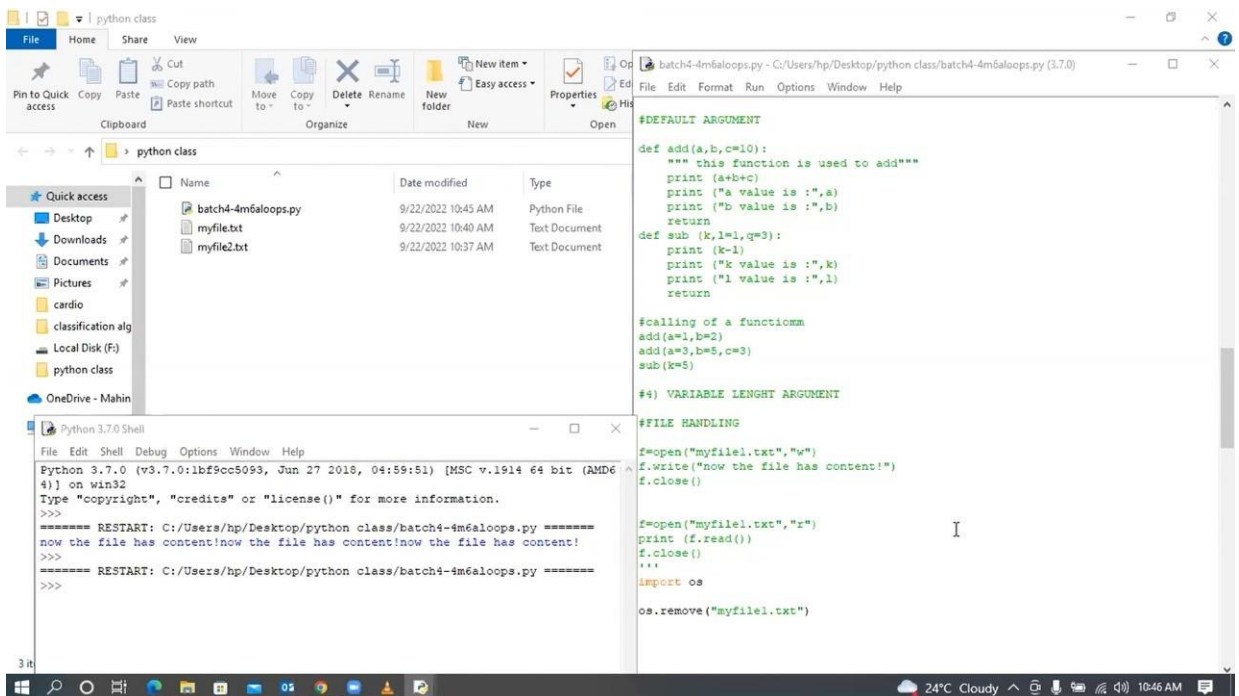 python class
File Home Share View
Pin to Quick access
Copy
Paste
Cut
Copy path
Paste shortcut
Clipboard
Move to
Copy to
Delete
Rename
Organize
New folder
New item
Easy access
New
Properties
Op
Ed
His
Open
python class
Name Date modified Type
batch4-4m6aloops.py 9/22/2022 10:45 AM Python File
myfile.txt 9/22/2022 10:40 AM Text Document
myfile2.txt 9/22/2022 10:37 AM Text Document
Quick access
Desktop
Downloads
Documents
Pictures
cardio
classification alg
Local Disk (F:)
python class
OneDrive - Mahin
3 it
Python 3.7.0 Shell
File Edit Shell Debug Options Window Help
Python 3.7.0 (v3.7.0:1bf9cc5093, Jun 27 2018, 04:59:51) [MSC v.1914 64 bit (AMD6
4)] on win32
Type "copyright", "credits" or "license()" for more information.
>>>
======= RESTART: C:/Users/hp/Desktop/python class/batch4-4m6aloops.py =======
now the file has content!now the file has content!now the file has content!
>>>
======= RESTART: C:/Users/hp/Desktop/python class/batch4-4m6aloops.py =======
>>>
batch4-4m6aloops.py - C:/Users/hp/Desktop/python class/batch4-4m6aloops.py (3.7.0)
File Edit Format Run Options Window Help
#DEFAULT ARGUMENT
def add(a,b,c=10):
""" this function is used to add"""
print (a+b+c)
print ("a value is :",a)
print ("b value is :",b)
return
def sub (k,l=1,q=3):
print (k-l)
print ("k value is :",k)
print ("l value is :",l)
return
#calling of a functiomm
add(a=1,b=2)
add(a=3,b=5,c=3)
sub(k=5)
#4) VARIABLE LENGHT ARGUMENT
#FILE HANDLING
f=open("myfile1.txt","w")
f.write("now the file has content!")
f.close()
f=open("myfile1.txt","r")
print (f.read())
f.close()
'''
import os
os.remove("myfile1.txt")
24°C Cloudy
10:46 AM